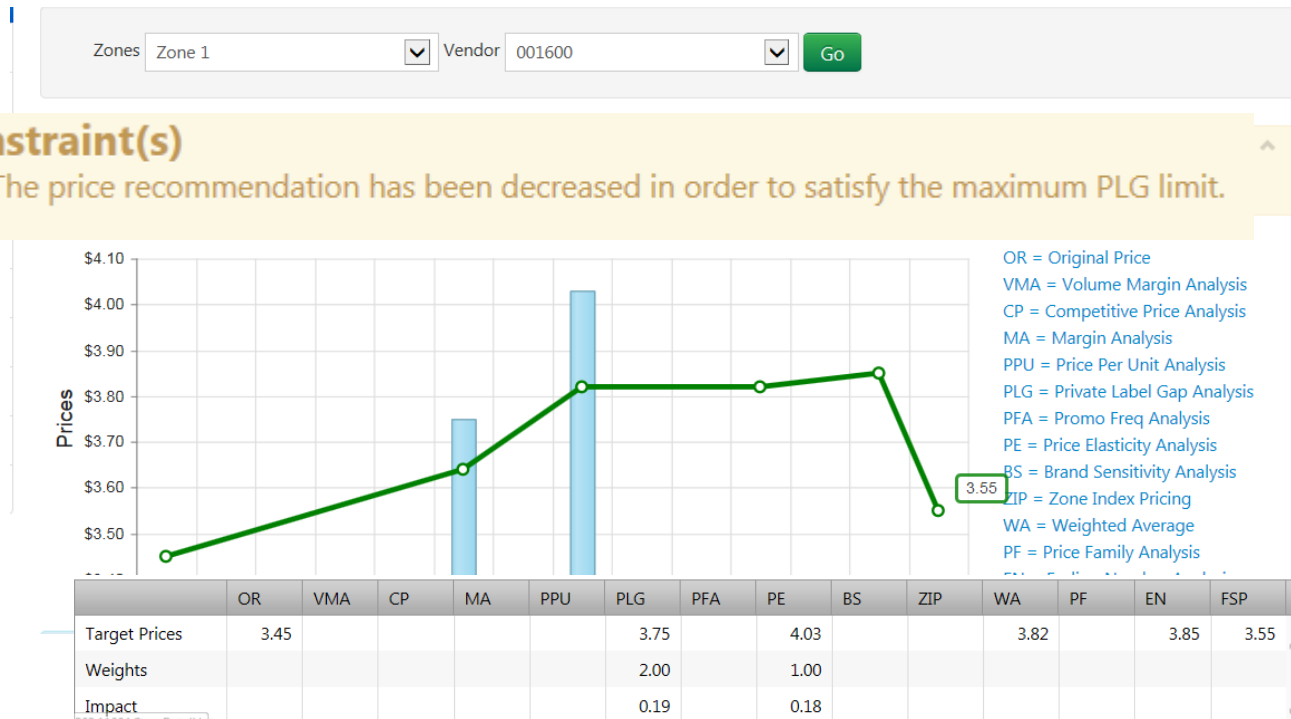 Zones Zone 1 Vendor 001600 Go
nstraint(s)
The price recommendation has been decreased in order to satisfy the maximum PLG limit.
Prices
$4.10
$4.00
$3.90
$3.80
$3.70
$3.60
$3.50
3.55
OR = Original Price
VMA = Volume Margin Analysis
CP = Competitive Price Analysis
MA = Margin Analysis
PPU = Price Per Unit Analysis
PLG = Private Label Gap Analysis
PFA = Promo Freq Analysis
PE = Price Elasticity Analysis
BS = Brand Sensitivity Analysis
ZIP = Zone Index Pricing
WA = Weighted Average
PF = Price Family Analysis
OR VMA CP MA PPU PLG PFA PE BS ZIP WA PF EN FSP
Target Prices 3.45 3.75 4.03 3.82 3.85 3.55
Weights 2.00 1.00
Impact 0.19 0.18